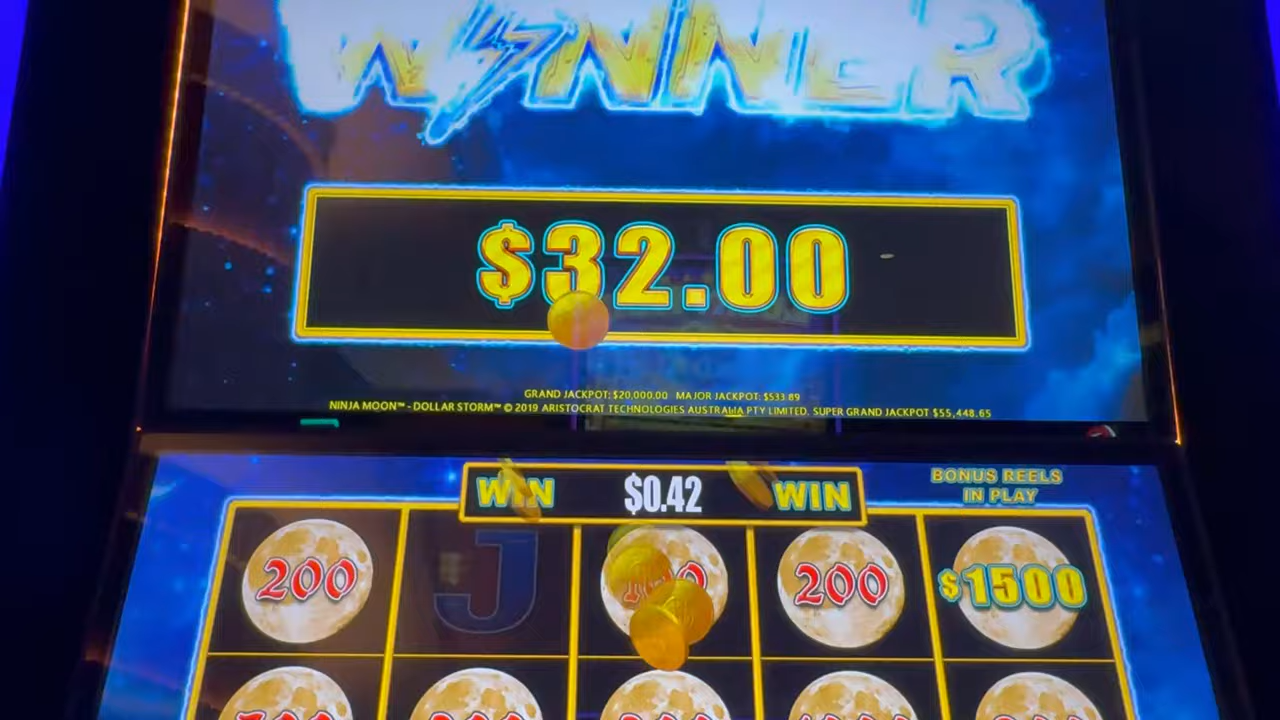 WINNER
$32.00
GRAND JACKPOT: $20,000.00 MAJOR JACKPOT: $533.89
NINJA MOON™ - DOLLAR STORM™ © 2019 ARISTOCRAT TECHNOLOGIES AUSTRALIA PTY LIMITED. SUPER GRAND JACKPOT $55,448.65
WIN $0.42 WIN
BONUS REELS
IN PLAY
200 J 200 $1500